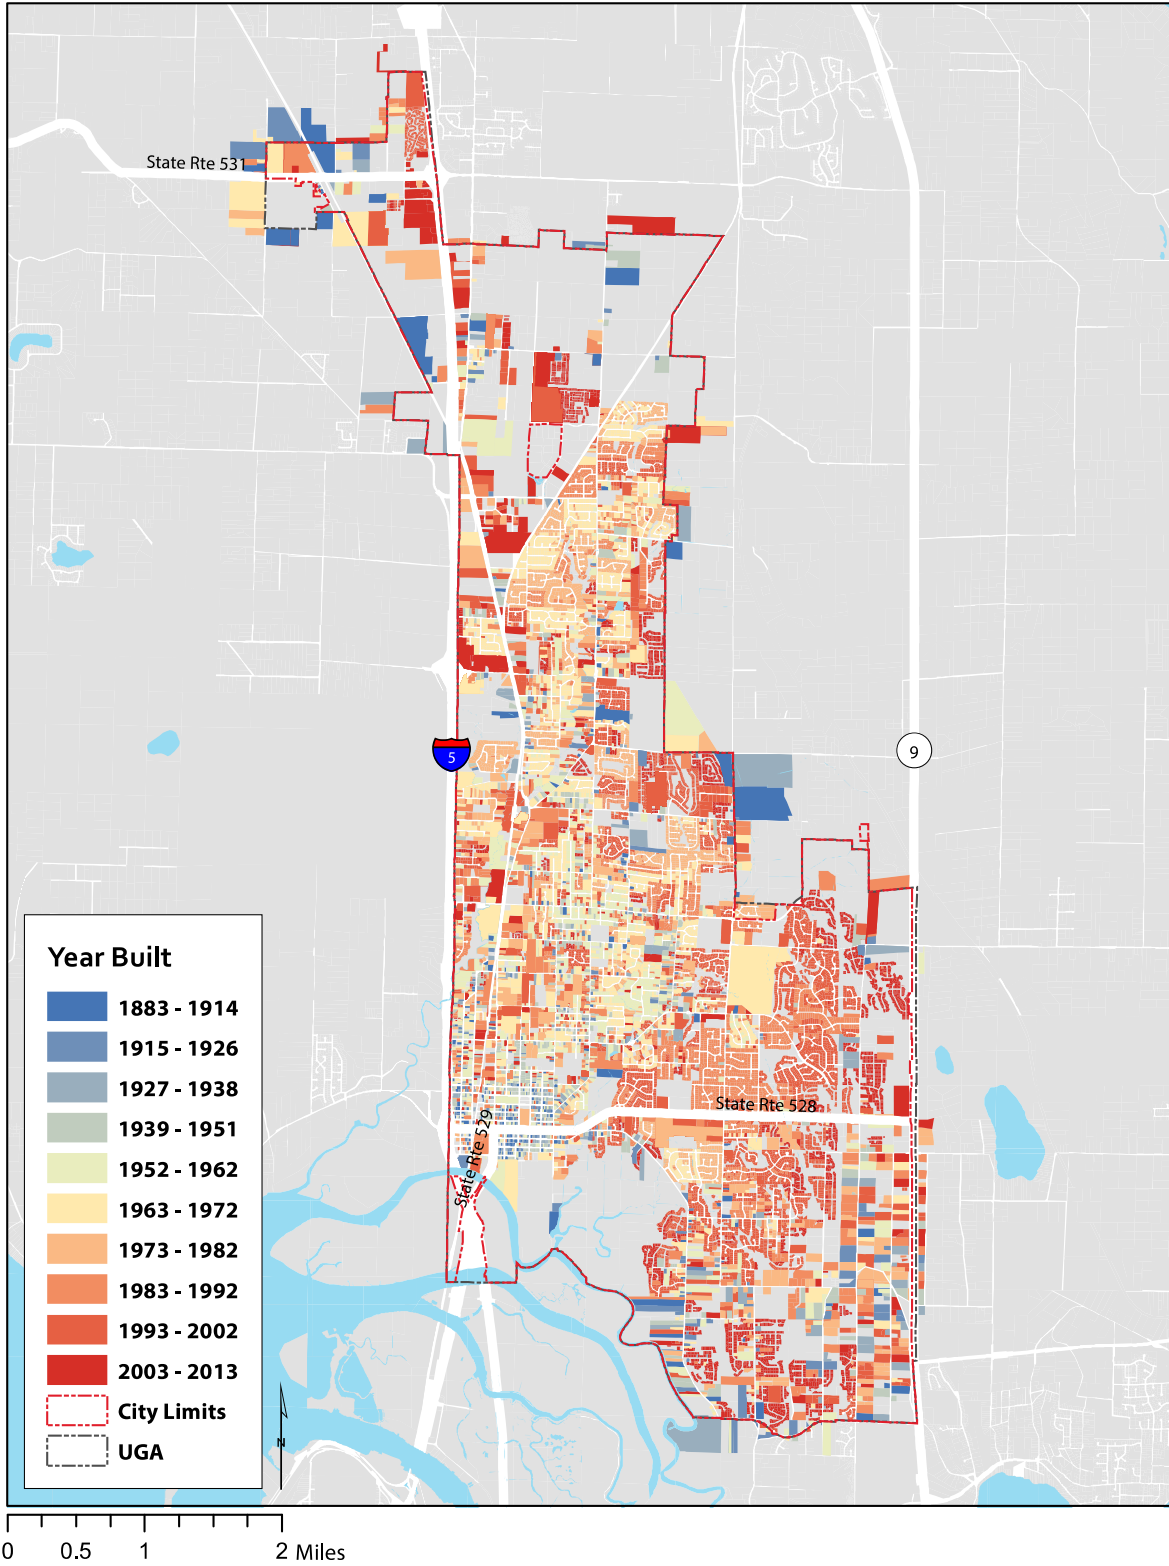 State Rte 531
5
9
Year Built
1883 - 1914
1915 - 1926
1927 - 1938
1939 - 1951
1952 - 1962
1963 - 1972
1973 - 1982
1983 - 1992
1993 - 2002
2003 - 2013
City Limits
UGA
N
State Rte 528
State Rte 529
0 0.5 1 2 Miles